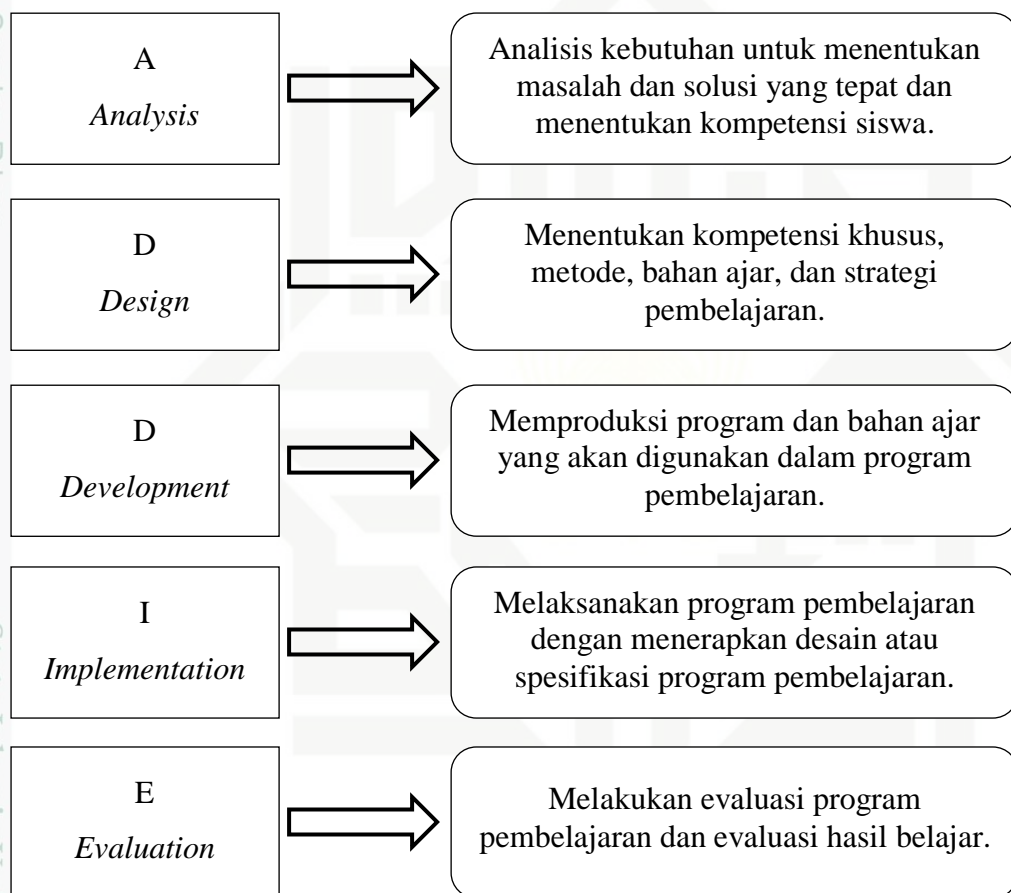 A
Analysis
Analisis kebutuhan untuk menentukan
masalah dan solusi yang tepat dan
menentukan kompetensi siswa.
D
Design
Menentukan kompetensi khusus,
metode, bahan ajar, dan strategi
pembelajaran.
D
Development
Memproduksi program dan bahan ajar
yang akan digunakan dalam program
pembelajaran.
I
Implementation
Melaksanakan program pembelajaran
dengan menerapkan desain atau
spesifikasi program pembelajaran.
E
Evaluation
Melakukan evaluasi program
pembelajaran dan evaluasi hasil belajar.